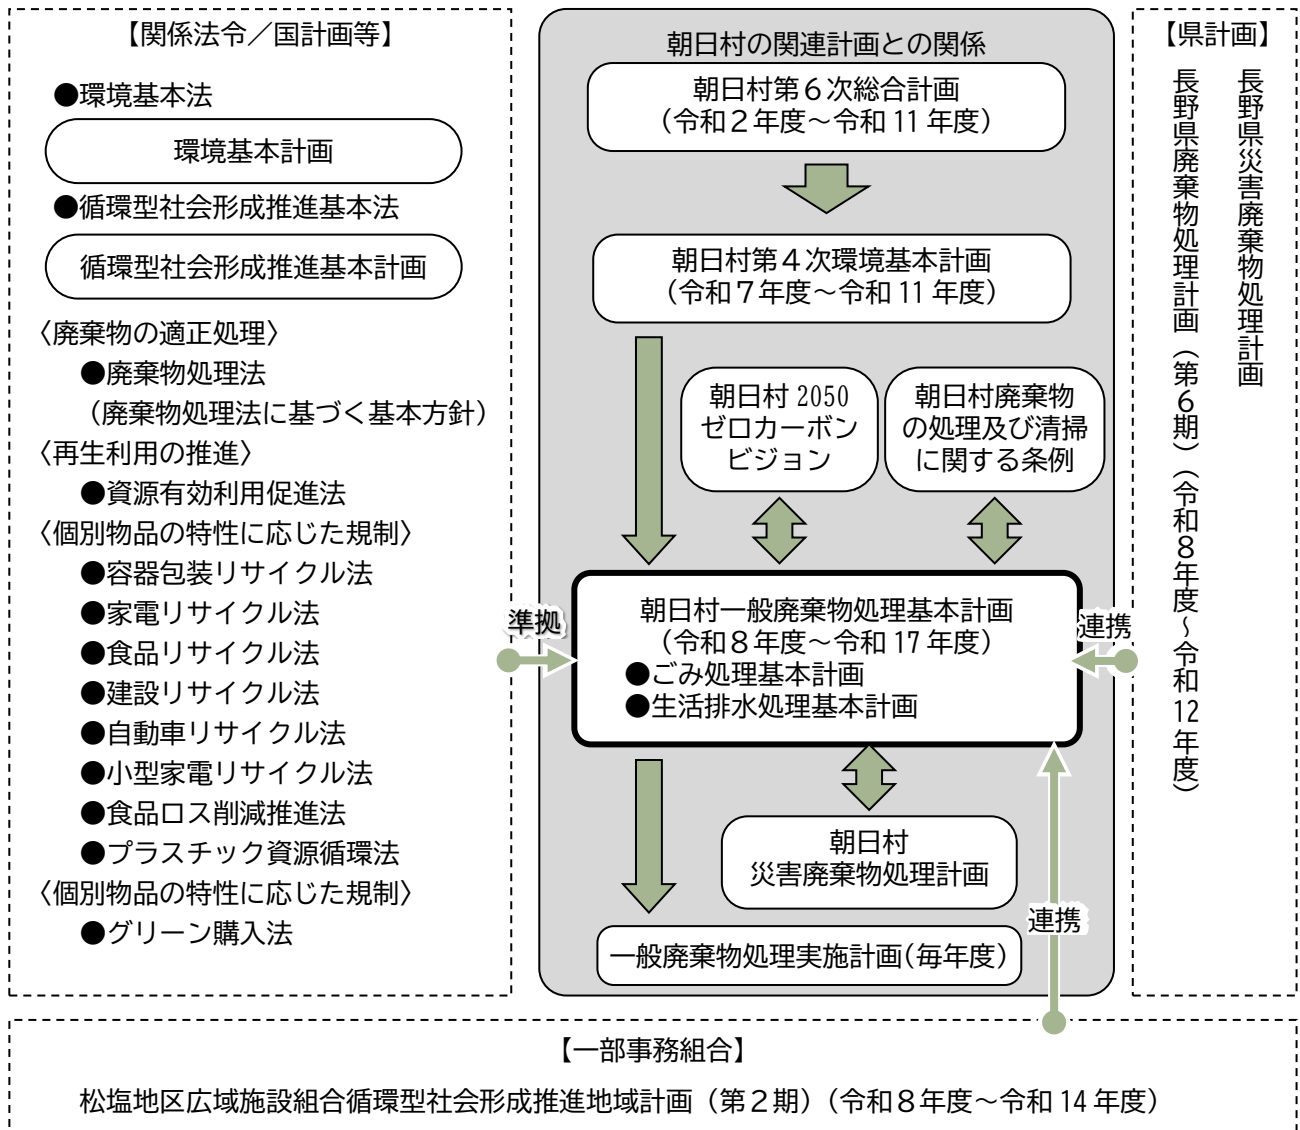 【関係法令／国計画等】
●環境基本法
環境基本計画
●循環型社会形成推進基本法
循環型社会形成推進基本計画
〈廃棄物の適正処理〉
●廃棄物処理法
（廃棄物処理法に基づく基本方針）
〈再生利用の推進〉
●資源有効利用促進法
〈個別物品の特性に応じた規制〉
●容器包装リサイクル法
●家電リサイクル法
●食品リサイクル法
●建設リサイクル法
●自動車リサイクル法
●小型家電リサイクル法
●食品ロス削減推進法
●プラスチック資源循環法
〈個別物品の特性に応じた規制〉
●グリーン購入法
準拠
朝日村の関連計画との関係
朝日村第６次総合計画
（令和２年度～令和 11 年度）
朝日村第４次環境基本計画
（令和７年度～令和 11 年度）
朝日村 2050
ゼロカーボン
ビジョン
朝日村廃棄物
の処理及び清掃
に関する条例
朝日村一般廃棄物処理基本計画
（令和８年度～令和 17 年度）
●ごみ処理基本計画
●生活排水処理基本計画
朝日村
災害廃棄物処理計画
一般廃棄物処理実施計画（毎年度）
連携
連携
【県計画】
長野県災害廃棄物処理計画
長野県廃棄物処理計画（第６期）（令和８年度～令和 12 年度）
【一部事務組合】
松塩地区広域施設組合循環型社会形成推進地域計画（第２期）（令和８年度～令和 14 年度）